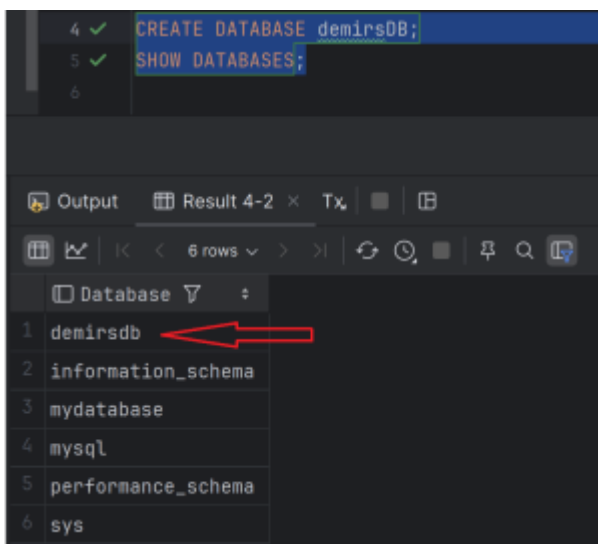 4 CREATE DATABASE demirsDB;
5 SHOW DATABASES;
6
Output Result 4-2 × Tx
6 rows
Database
1 demirsdb
2 information_schema
3 mydatabase
4 mysql
5 performance_schema
6 sys